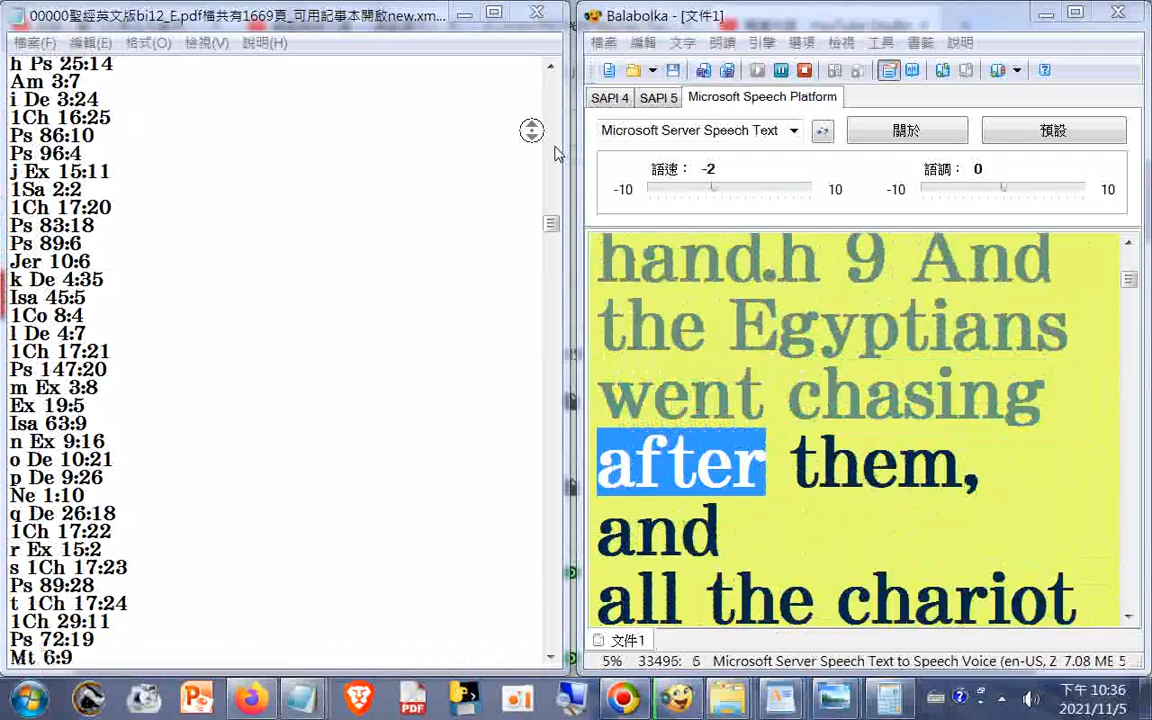 00000聖經英文版bi12_E.pdf檔共有1669頁_可用記事本開啟new.xm...
檔案(F) 編輯(E) 格式(O) 檢視(V) 說明(H)
h Ps 25:14
Am 3:7
i De 3:24
1Ch 16:25
Ps 86:10
Ps 96:4
j Ex 15:11
1Sa 2:2
1Ch 17:20
Ps 83:18
Ps 89:6
Jer 10:6
k De 4:35
Isa 45:5
1Co 8:4
l De 4:7
1Ch 17:21
Ps 147:20
m Ex 3:8
Ex 19:5
Isa 63:9
n Ex 9:16
o De 10:21
p De 9:26
Ne 1:10
q De 26:18
1Ch 17:22
r Ex 15:2
s 1Ch 17:23
Ps 89:28
t 1Ch 17:24
1Ch 29:11
Ps 72:19
Mt 6:9
Balabolka - [文件1]
檔案 編輯 文字 朗讀 引擎 選項 檢視 工具 書籤 說明
SAPI 4 SAPI 5 Microsoft Speech Platform
Microsoft Server Speech Text 關於 預設
語速： -2 語調： 0
-10 10 -10 10
hand.h 9 And
the Egyptians
went chasing
after them,
and
all the chariot
文件1
5% 33496: 6 Microsoft Server Speech Text to Speech Voice (en-US, Z 7.08 MB 5
PDF
下午 10:36
2021/11/5